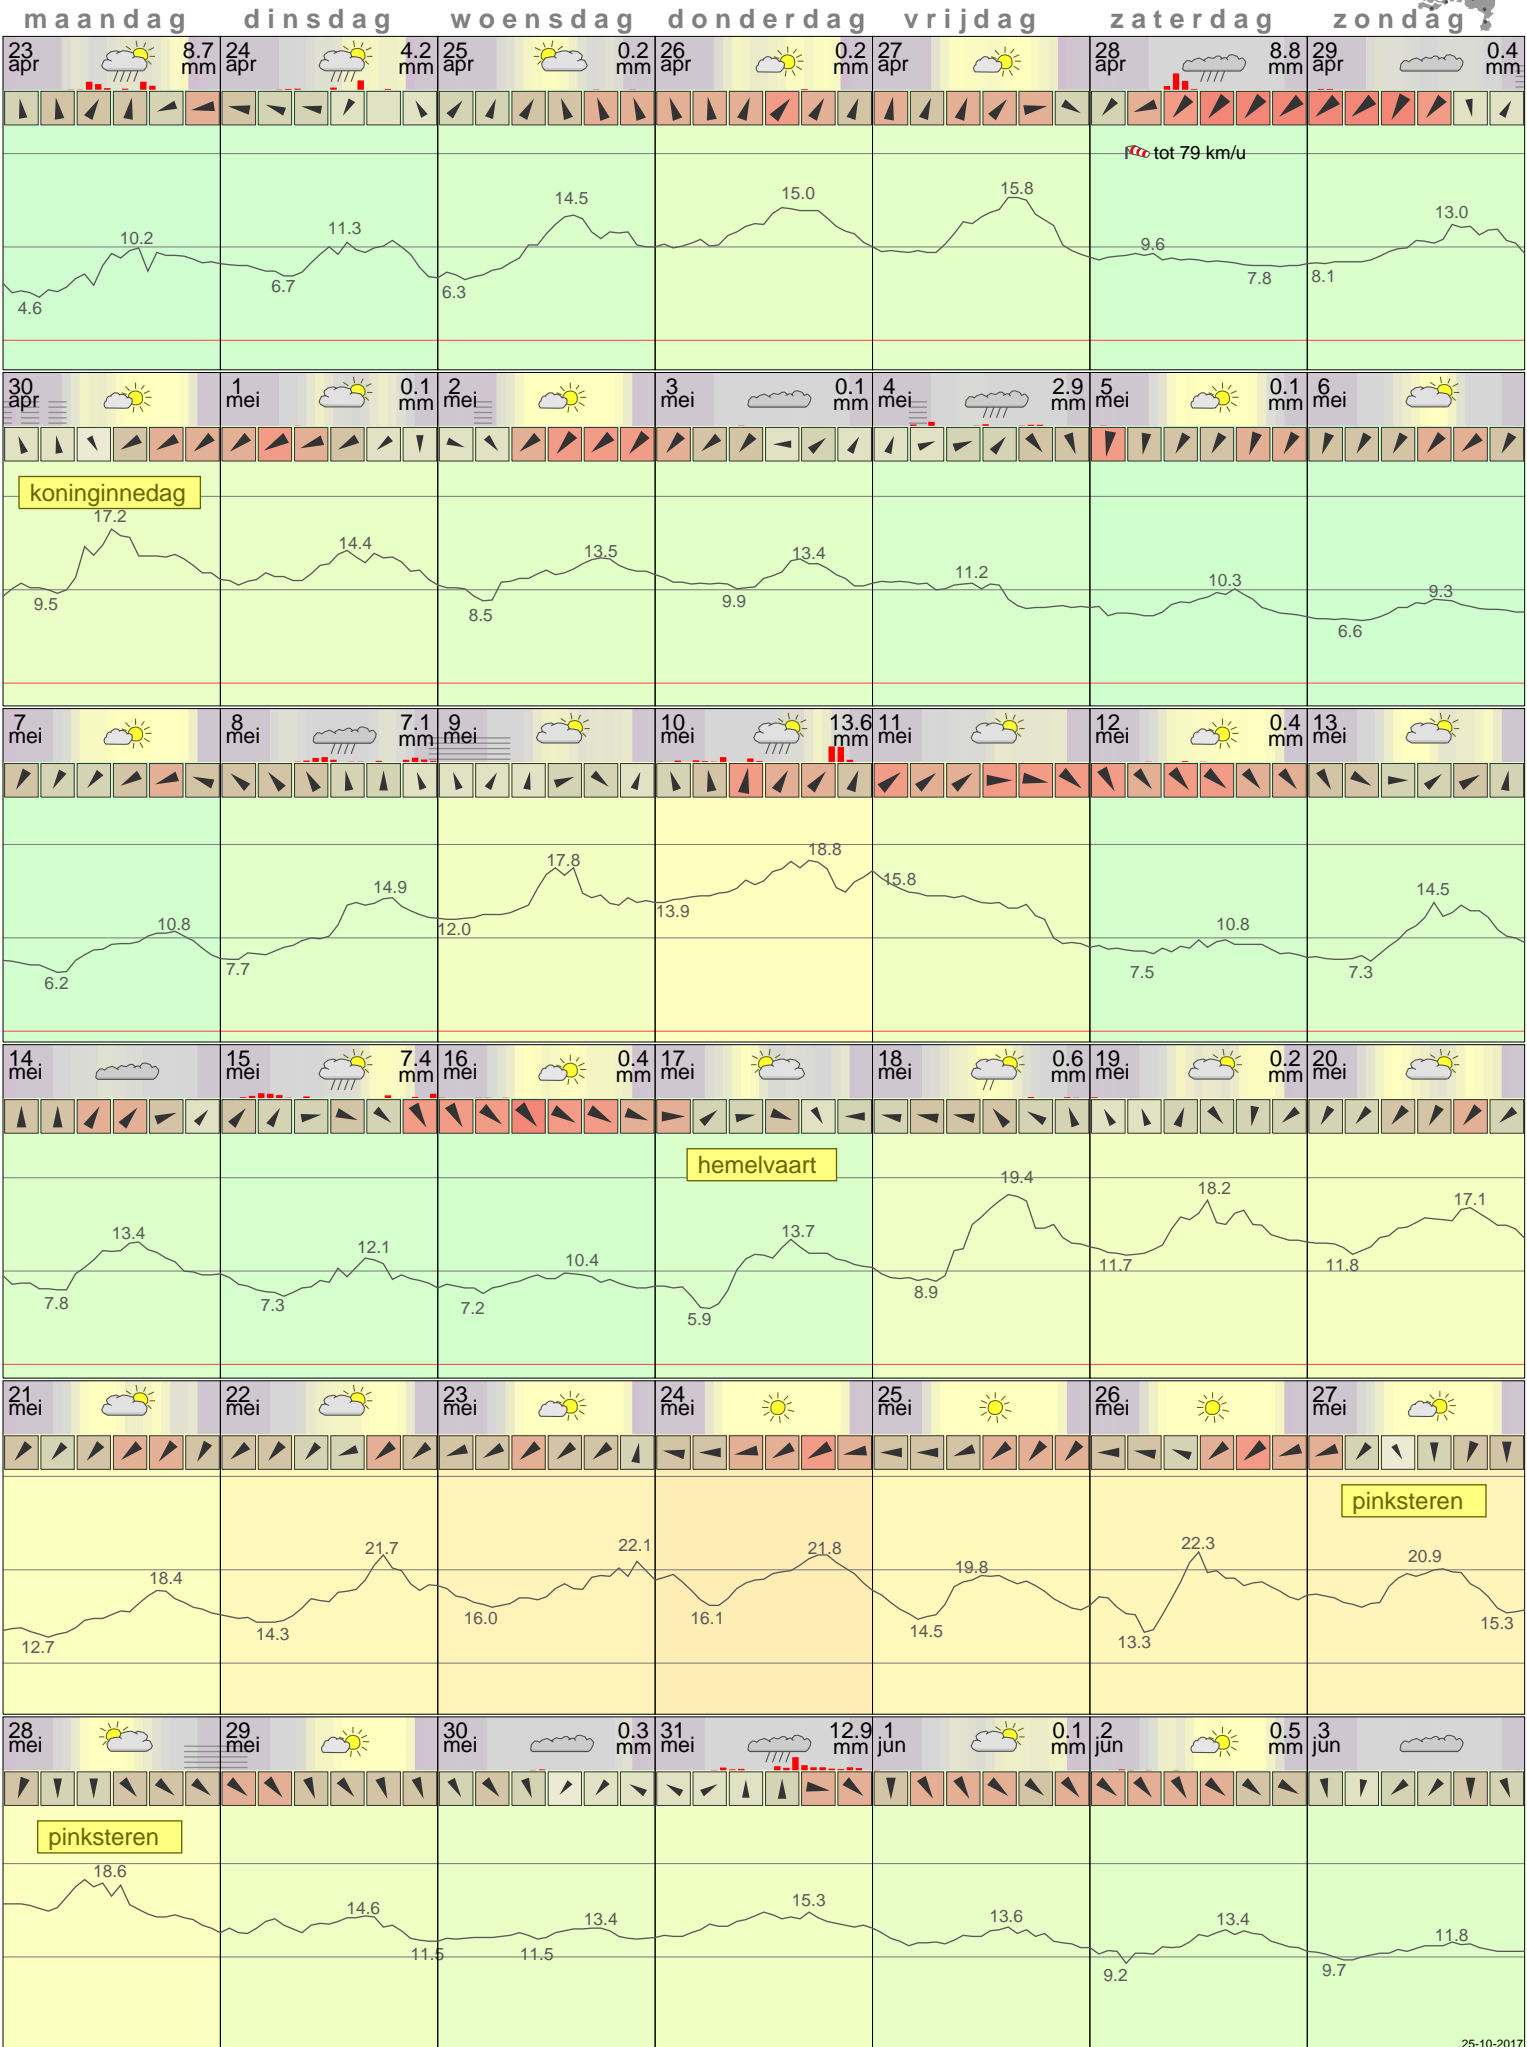 maandag dinsdag woensdag donderdag vrijdag zaterdag zondag
23 apr 8.7 mm 24 apr 4.2 mm 25 apr 0.2 mm 26 apr 0.2 mm 27 apr 28 apr 8.8 mm 29 apr 0.4 mm
tot 79 km/u
10.2 4.6 11.3 6.7 14.5 6.3 15.0 15.8 9.6 7.8 13.0 8.1
30 apr 1 mei 0.1 mm 2 mei 3 mei 0.1 mm 4 mei 2.9 mm 5 mei 0.1 mm 6 mei
koninginnedag
17.2 9.5 14.4 13.5 8.5 13.4 9.9 11.2 10.3 9.3 6.6
7 mei 8 mei 7.1 mm 9 mei 10 mei 13.6 mm 11 mei 12 mei 0.4 mm 13 mei
10.8 6.2 14.9 7.7 17.8 12.0 18.8 13.9 15.8 10.8 7.5 14.5 7.3
14 mei 15 mei 7.4 mm 16 mei 0.4 mm 17 mei 18 mei 0.6 mm 19 mei 0.2 mm 20 mei
hemelvaart
13.4 7.8 12.1 7.3 10.4 7.2 13.7 5.9 19.4 8.9 18.2 11.7 17.1 11.8
21 mei 22 mei 23 mei 24 mei 25 mei 26 mei 27 mei
pinksteren
18.4 12.7 21.7 14.3 22.1 16.0 21.8 16.1 19.8 14.5 22.3 13.3 20.9 15.3
28 mei 29 mei 30 mei 0.3 mm 31 mei 12.9 mm 1 jun 0.1 mm 2 jun 0.5 mm 3 jun
pinksteren
18.6 14.6 11.5 13.4 11.5 15.3 13.6 13.4 9.2 11.8 9.7
25-10-2017